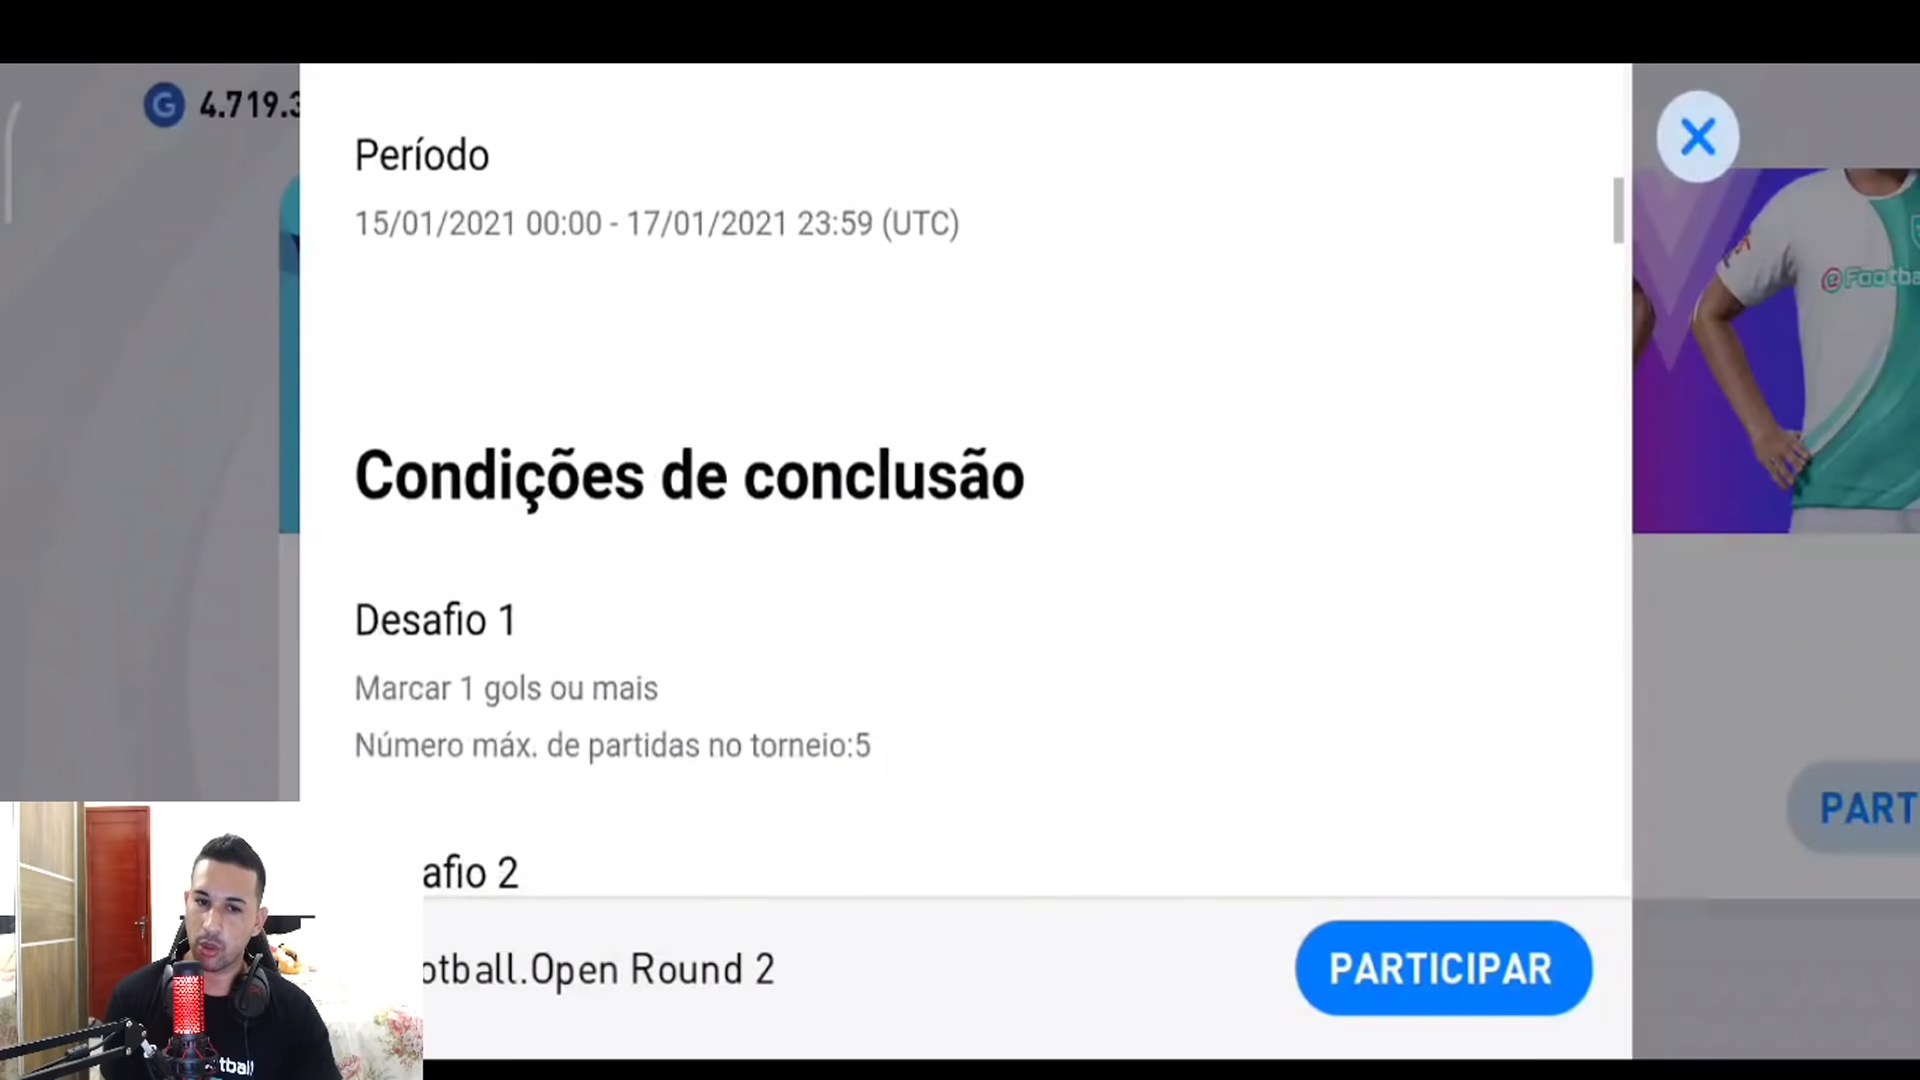 4.719.3
Período
15/01/2021 00:00 - 17/01/2021 23:59 (UTC)
eFootba
Condições de conclusão
Desafio 1
Marcar 1 gols ou mais
Número máx. de partidas no torneio:5
PART
afio 2
otball.Open Round 2
PARTICIPAR
tball